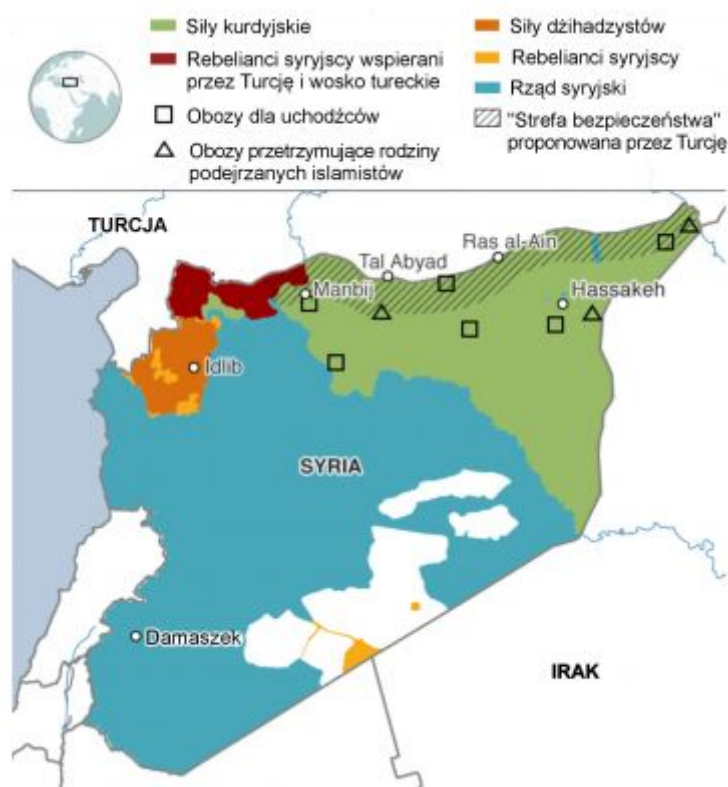 Siły kurdyjskie
Rebelianci syryjscy wspierani
przez Turcję i wosko tureckie
Obozy dla uchodźców
Obozy przetrzymujące rodziny
podejrzanych islamistów
Siły dżihadzystów
Rebelianci syryjscy
Rząd syryjski
"Strefa bezpieczeństwa"
proponowana przez Turcję
TURCJA
Ras al-Ain
Tal Abyad
Manbij
Hassakeh
Idlib
SYRIA
Damaszek
IRAK